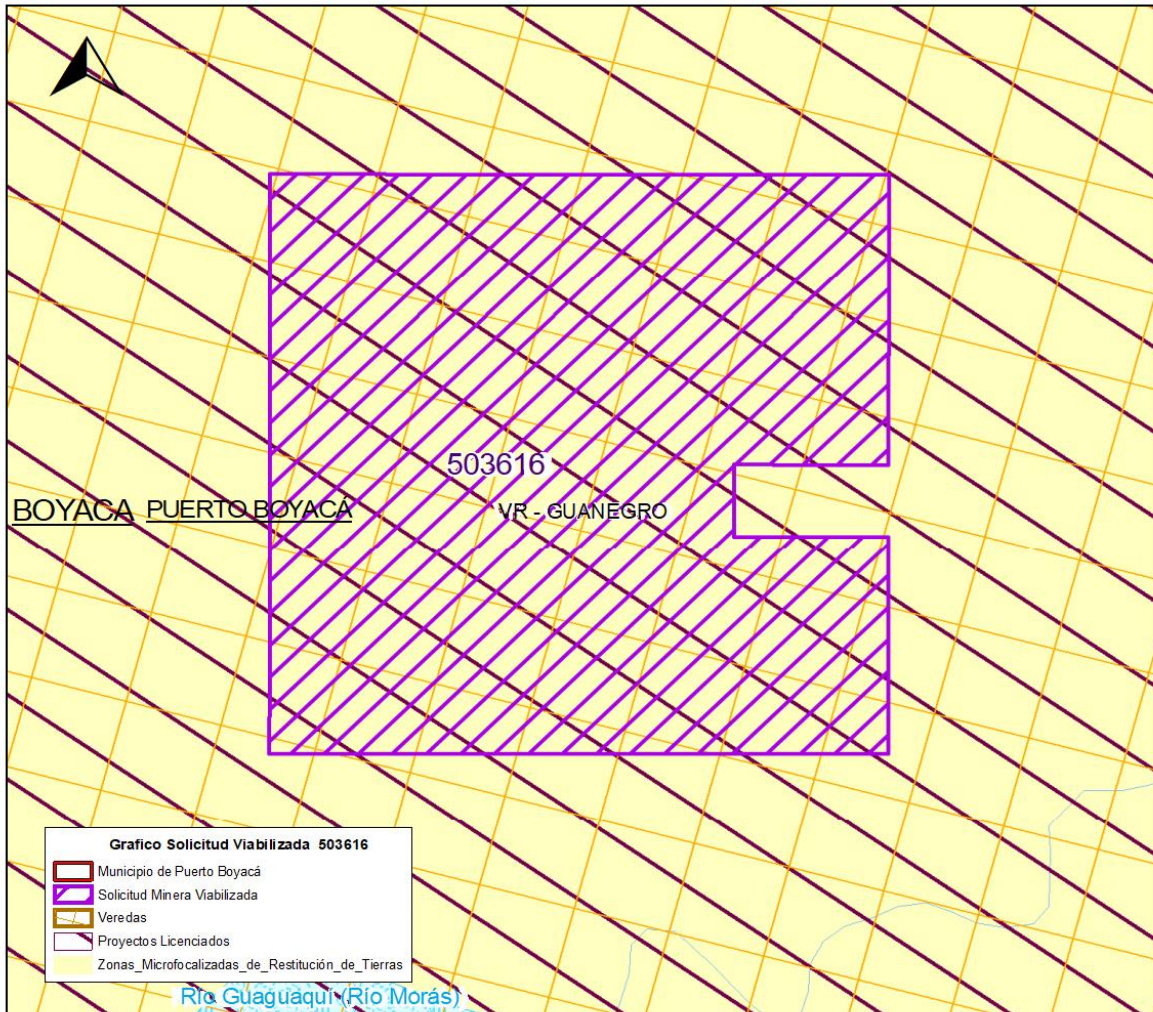 503616
VR - GUANEGRO
BOYACA PUERTO BOYACÁ
Grafico Solicitud Viabilizada 503616
Municipio de Puerto Boyacá
Solicitud Minera Viabilizada
Veredas
Proyectos Licenciados
Zonas_Microfocalizadas_de_Restitución_de_Tierras
Río Guaguaquí (Río Morás)